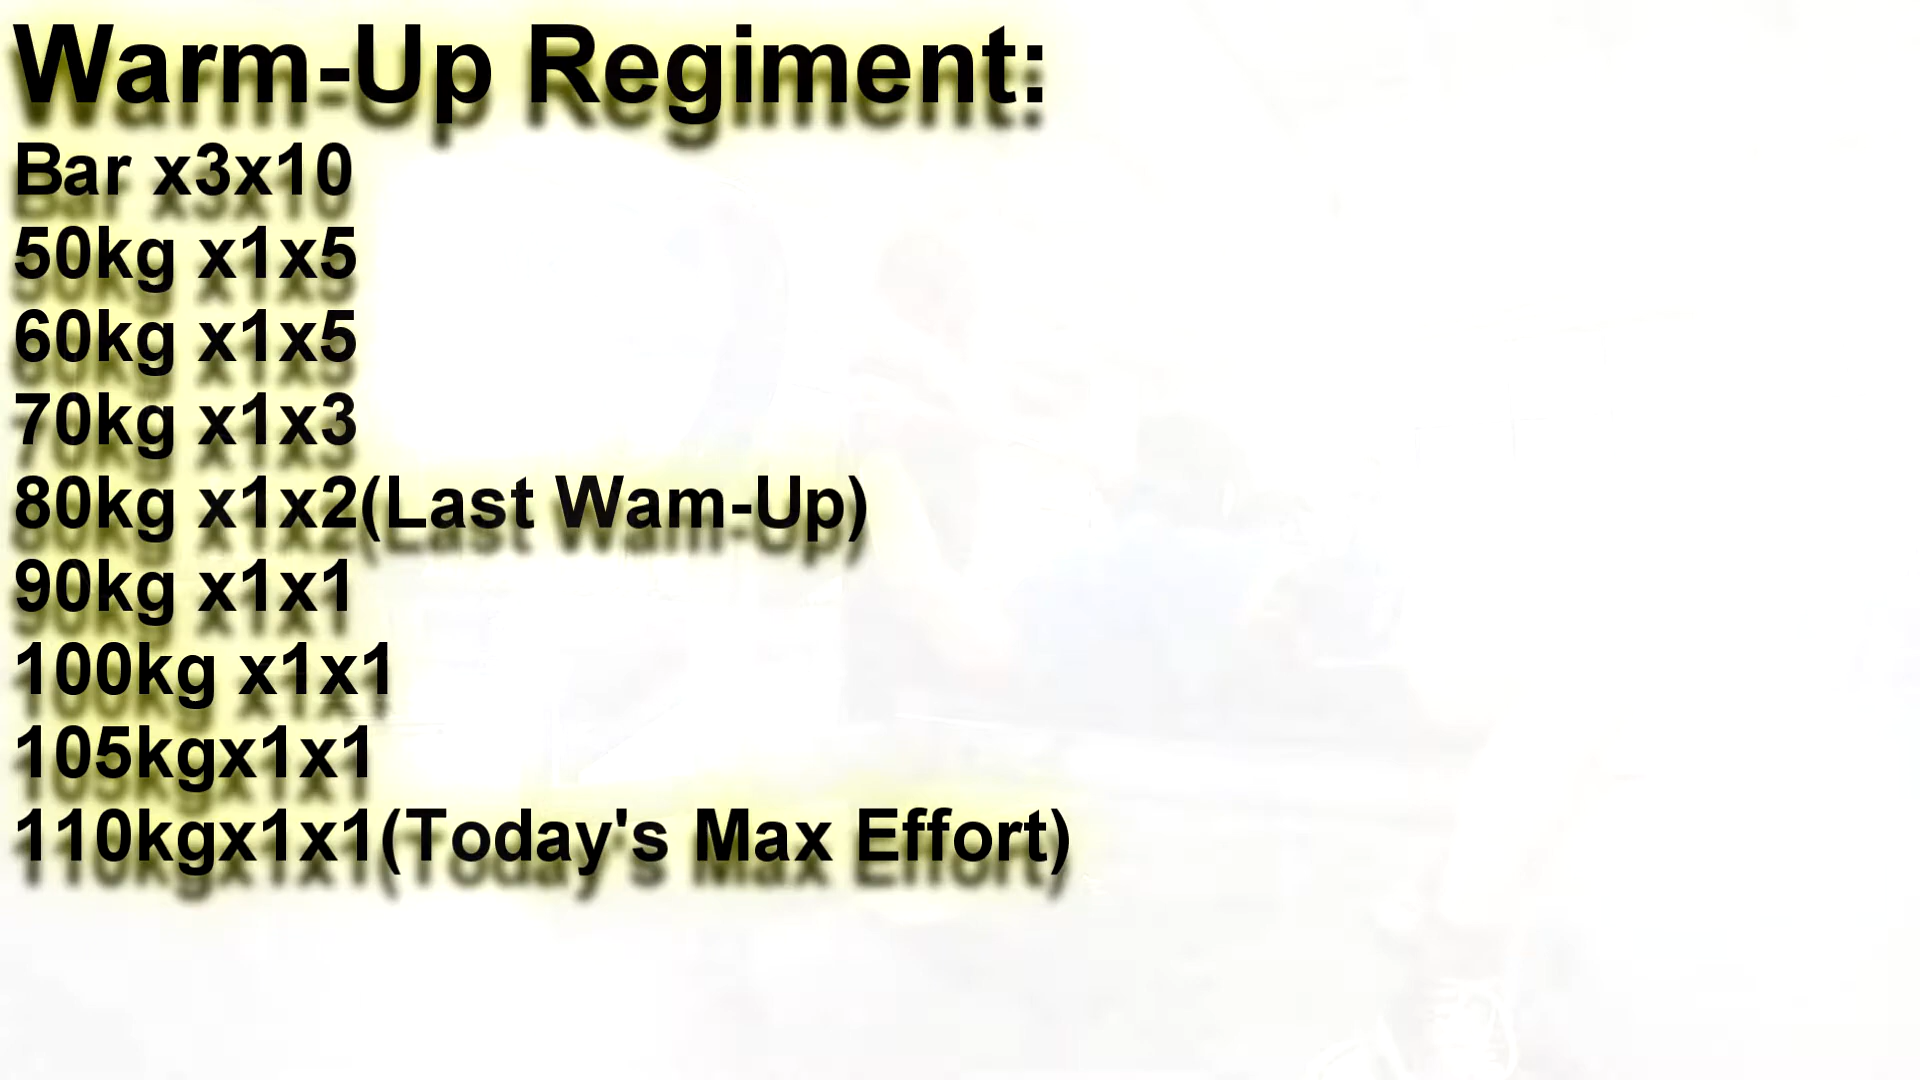 Warm-Up Regiment:
Bar x3x10
50kg x1x5
60kg x1x5
70kg x1x3
80kg x1x2(Last Wam-Up)
90kg x1x1
100kg x1x1
105kgx1x1
110kgx1x1(Today's Max Effort)